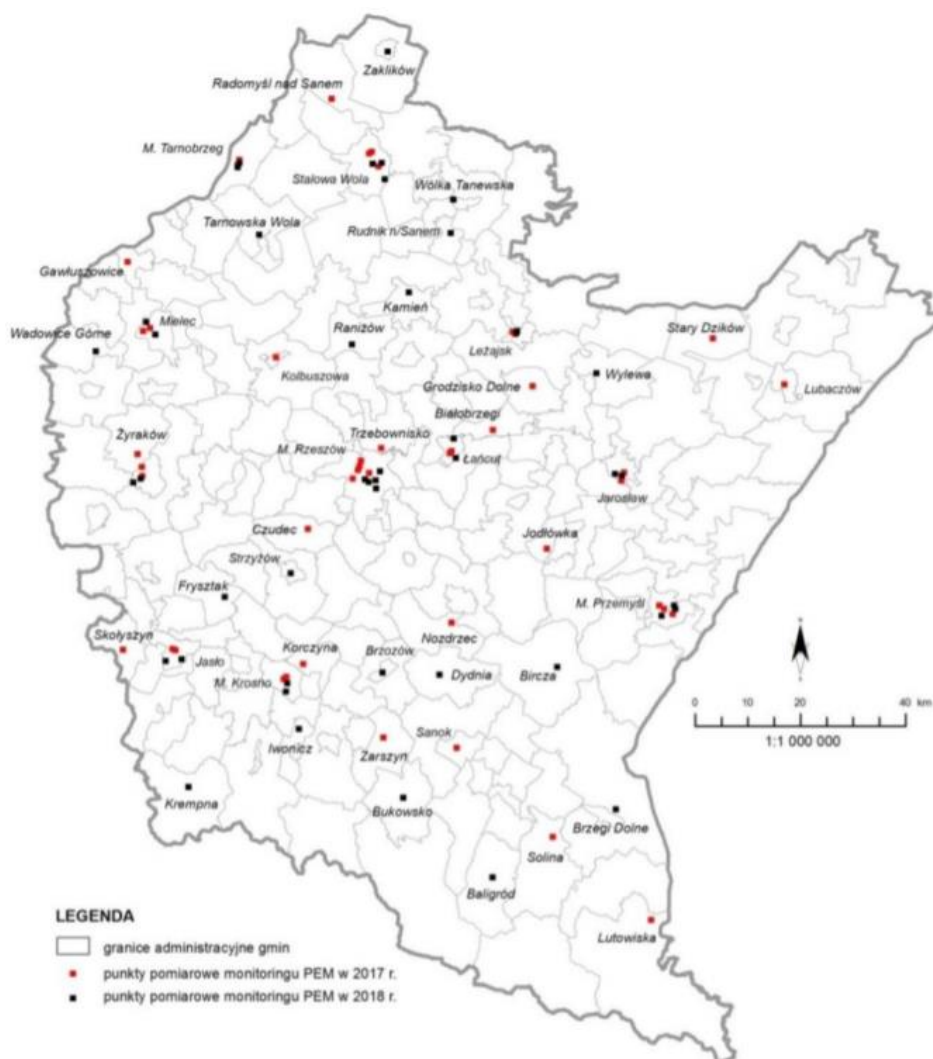 Zaklików
Radomyśl nad Sanem
M. Tarnobrzeg
Stalowa Wola
Wólka Tanewska
Tarnowska Wola
Rudnik n/Sanem
Gawłuszowice
Kamień
Mielec
Wadowice Górne
Raniżów
Leżajsk
Stary Dzików
Kolbuszowa
Grodzisko Dolne
Wylewa
Lubaczów
Białobrzegi
Żyraków
Trzebownisko
M. Rzeszów
Łańcut
Jarosław
Czudec
Jodłówka
Strzyżów
Frysztak
M. Przemyśl
Skołyszyn
Nozdrzec
Korczyna
Jasło
Brzozów
Dydnia
Bircza
M. Krosno
Iwonicz
Zarszyn
Sanok
0 20 40 km
1:1 000 000
Krempna
Bukowsko
Brzegi Dolne
Solina
Baligród
Lutowiska
LEGENDA
granice administracyjne gmin
punkty pomiarowe monitoringu PEM w 2017 r.
punkty pomiarowe monitoringu PEM w 2018 r.